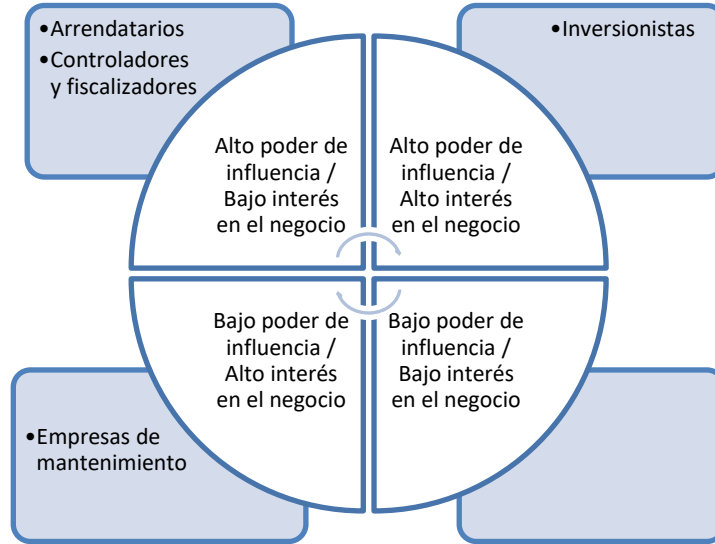 •Arrendatarios
•Controladores
y fiscalizadores
•Inversionistas
Alto poder de
influencia /
Bajo interés
en el negocio
Alto poder de
influencia /
Alto interés
en el negocio
Bajo poder de
influencia /
Alto interés
en el negocio
Bajo poder de
influencia /
Bajo interés
en el negocio
•Empresas de
mantenimiento